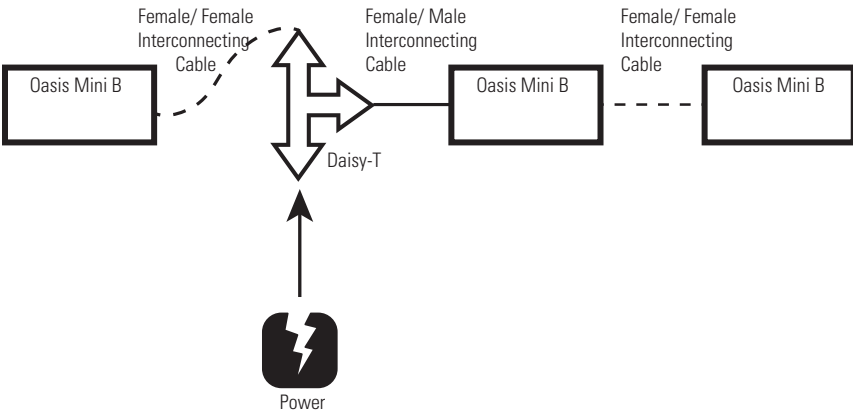 Female/ Female
Interconnecting
Cable
Female/ Male
Interconnecting
Cable
Female/ Female
Interconnecting
Cable
Oasis Mini B
Oasis Mini B
Oasis Mini B
Daisy-T
Power